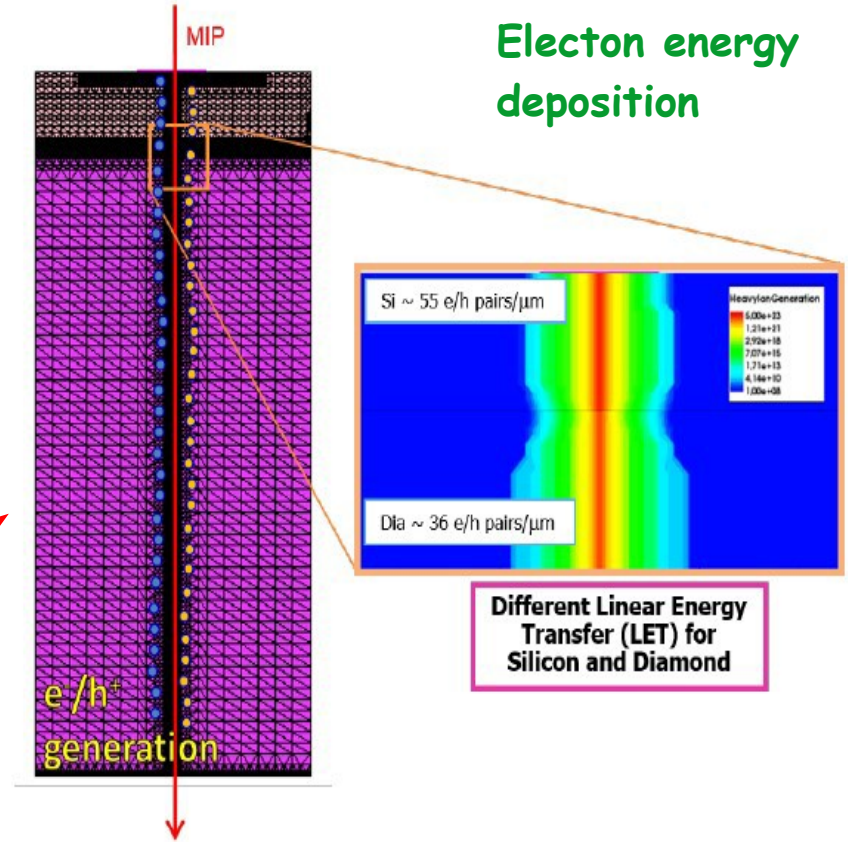 MIP
Electon energy
deposition
Si ~ 55 e/h pairs/μm
HeavyIonGeneration
5,00e+23
1,21e+21
2,92e+18
7,07e+15
1,71e+13
4,14e+10
1,00e+08
Dia ~ 36 e/h pairs/μm
Different Linear Energy
Transfer (LET) for
Silicon and Diamond
e /h⁺
generation